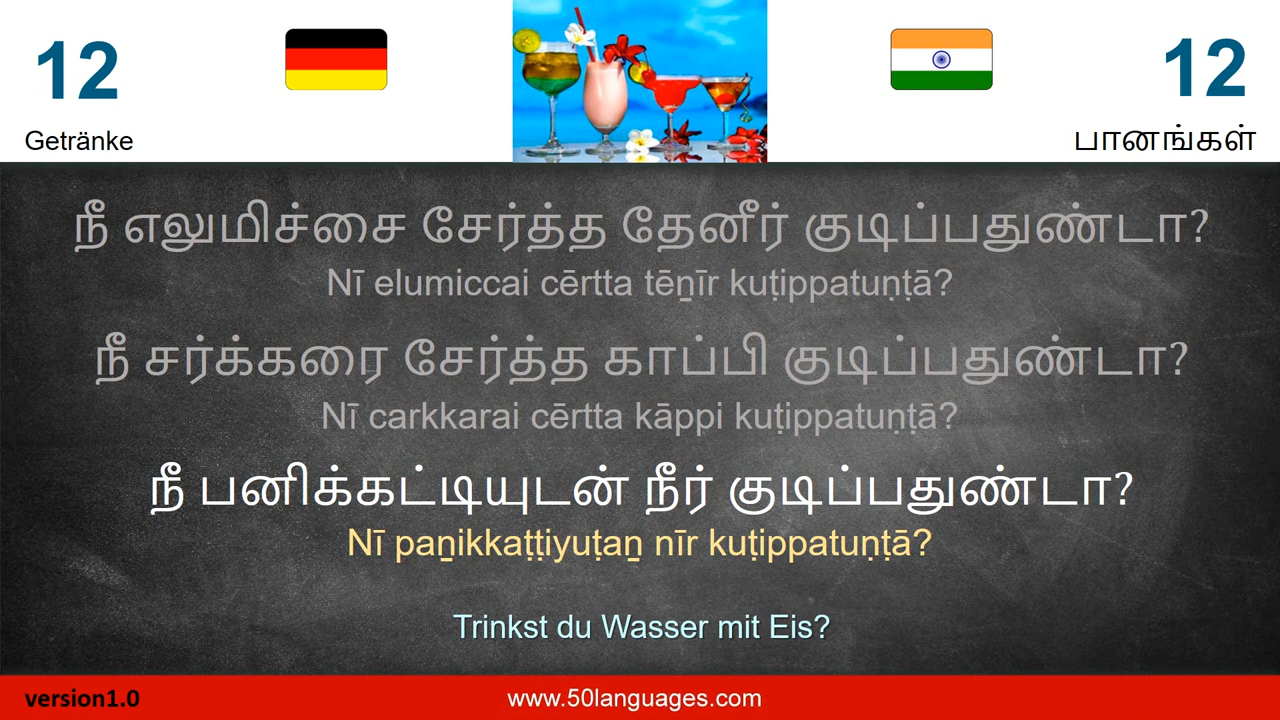 12
12
Getränke
பானங்கள்
நீ எலுமிச்சை சேர்த்த தேனீர் குடிப்பதுண்டா?
Nī elumiccai cērtta tēṉīr kuṭippatuṇṭā?
நீ சர்க்கரை சேர்த்த காப்பி குடிப்பதுண்டா?
Nī carkkarai cērtta kāppi kuṭippatuṇṭā?
நீ பனிக்கட்டியுடன் நீர் குடிப்பதுண்டா?
Nī paṉikkaṭṭiyuṭaṉ nīr kuṭippatuṇṭā?
Trinkst du Wasser mit Eis?
version1.0
www.50languages.com